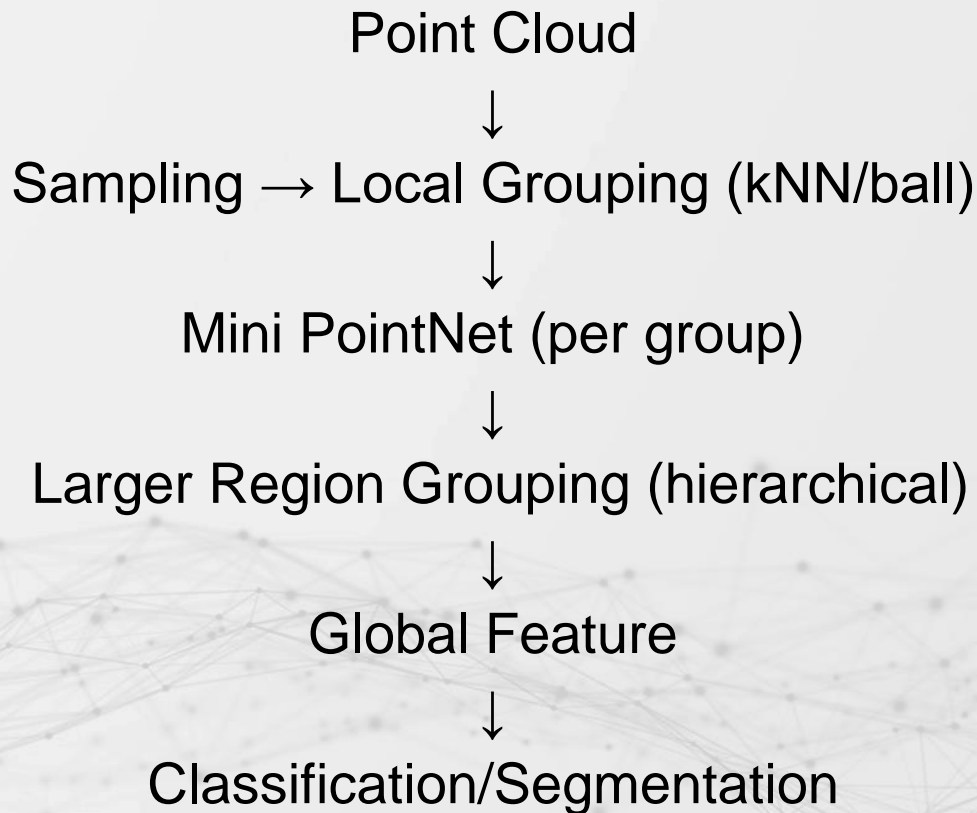 Point Cloud
↓
Sampling → Local Grouping (kNN/ball)
↓
Mini PointNet (per group)
↓
Larger Region Grouping (hierarchical)
↓
Global Feature
↓
Classification/Segmentation